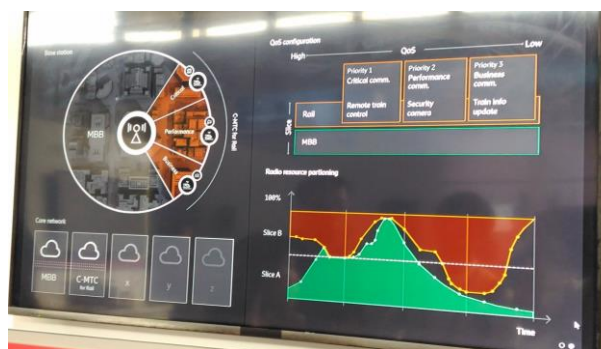 Base station
MBB
Critical
Performance
Business
C-MTC for Rail
Core network
MBB
C-MTC
for Rail
x
y
z
QoS configuration
High
QoS
Low
Priority 1
Critical comm.
Priority 2
Performance
comm.
Priority 3
Business
comm.
Slice
Rail
Remote train
control
Security
camera
Train info
update
MBB
Radio resource partioning
100%
Slice B
Slice A
Time